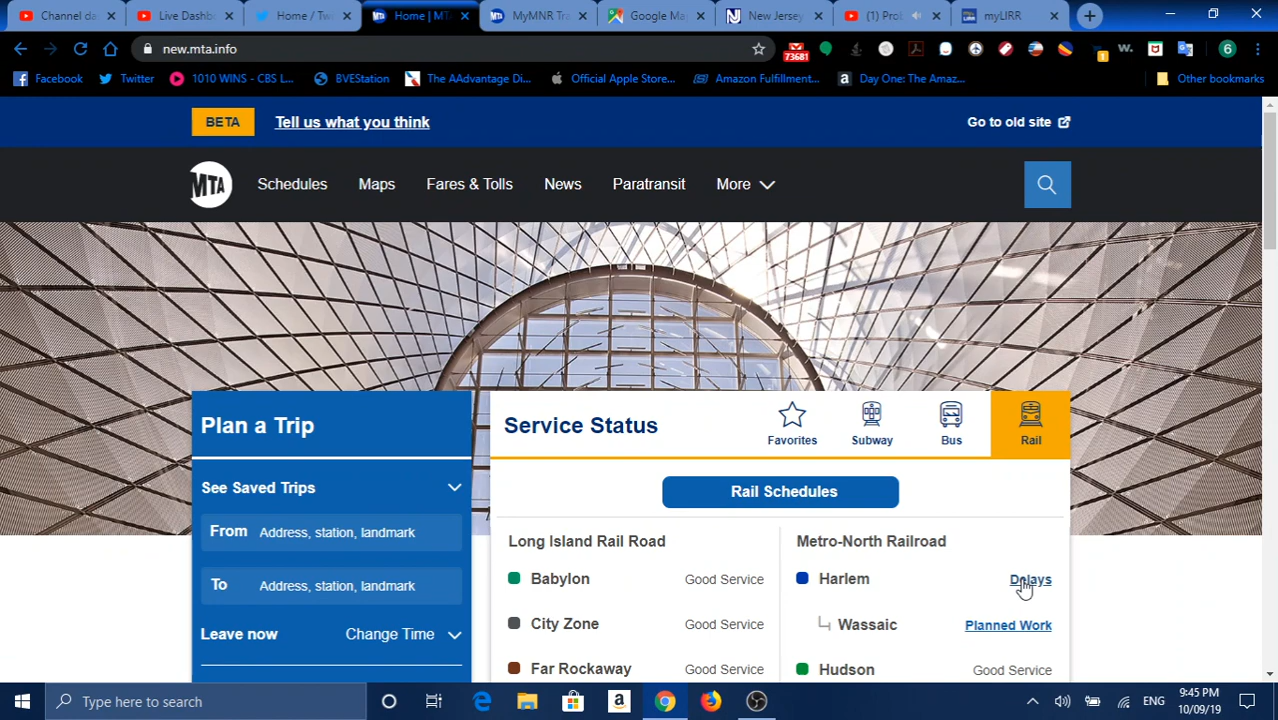 Channel da
Live Dashb
Home / Tw
Home | MT
MyMNR Tra
Google Ma
New Jersey
(1) Pro
myLIRR
new.mta.info
73681
6
Facebook
Twitter
1010 WINS - CBS L...
BVEStation
The AAdvantage Di...
Official Apple Store...
Amazon Fulfillment...
Day One: The Amaz...
Other bookmarks
BETA
Tell us what you think
Go to old site
MTA
Schedules
Maps
Fares & Tolls
News
Paratransit
More
Plan a Trip
Service Status
Favorites
Subway
Bus
Rail
See Saved Trips
Rail Schedules
From Address, station, landmark
Long Island Rail Road
Metro-North Railroad
To Address, station, landmark
Babylon Good Service
Harlem Delays
Leave now Change Time
City Zone Good Service
Wassaic Planned Work
Far Rockaway Good Service
Hudson Good Service
Type here to search
ENG
9:45 PM
10/09/19